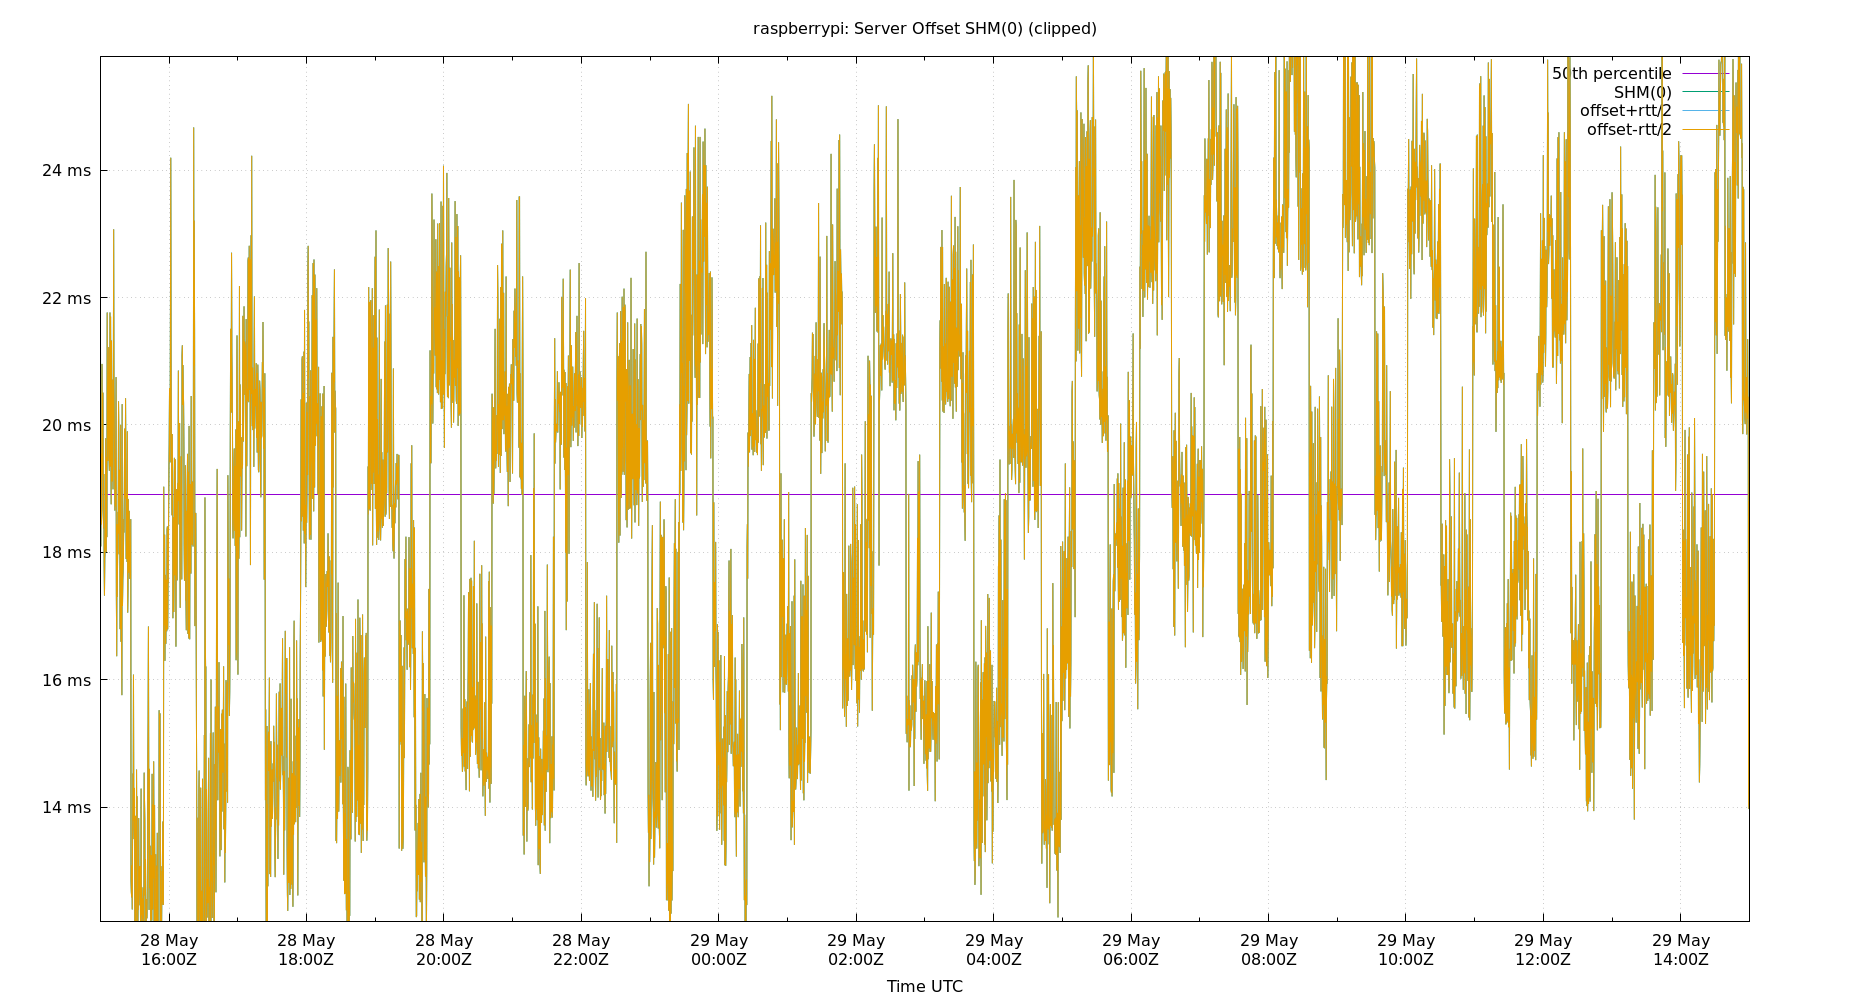 raspberrypi: Server Offset SHM(0) (clipped)
50th percentile
SHM(0)
offset+rtt/2
offset-rtt/2
24 ms
22 ms
20 ms
18 ms
16 ms
14 ms
28 May 28 May 28 May 28 May 29 May 29 May 29 May 29 May 29 May 29 May 29 May 29 May
16:00Z 18:00Z 20:00Z 22:00Z 00:00Z 02:00Z 04:00Z 06:00Z 08:00Z 10:00Z 12:00Z 14:00Z
Time UTC